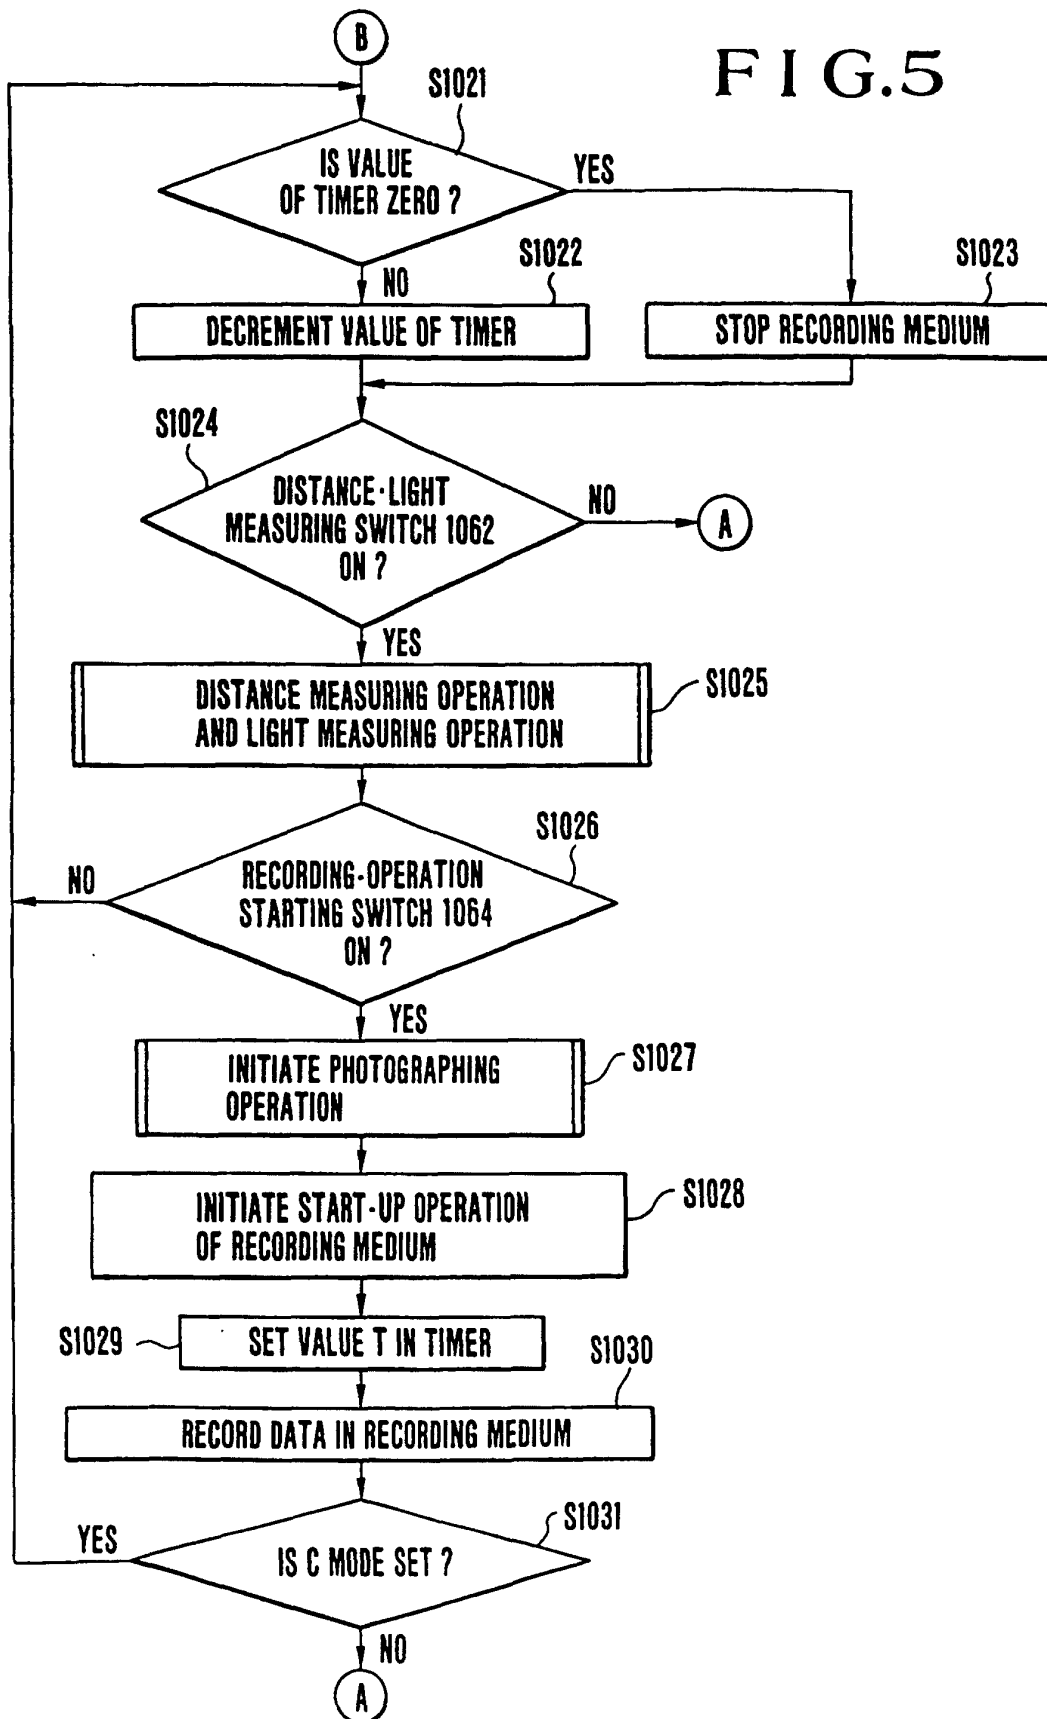 B
FIG.5
S1021
IS VALUE
OF TIMER ZERO ?
YES
S1022
S1023
NO
DECREMENT VALUE OF TIMER
STOP RECORDING MEDIUM
S1024
DISTANCE·LIGHT
MEASURING SWITCH 1062
ON ?
NO
A
YES
DISTANCE MEASURING OPERATION
AND LIGHT MEASURING OPERATION
S1025
S1026
NO
RECORDING-OPERATION
STARTING SWITCH 1064
ON ?
YES
INITIATE PHOTOGRAPHING
OPERATION
S1027
INITIATE START-UP OPERATION
OF RECORDING MEDIUM
S1028
S1029
SET VALUE T IN TIMER
S1030
RECORD DATA IN RECORDING MEDIUM
S1031
YES
IS C MODE SET ?
NO
A